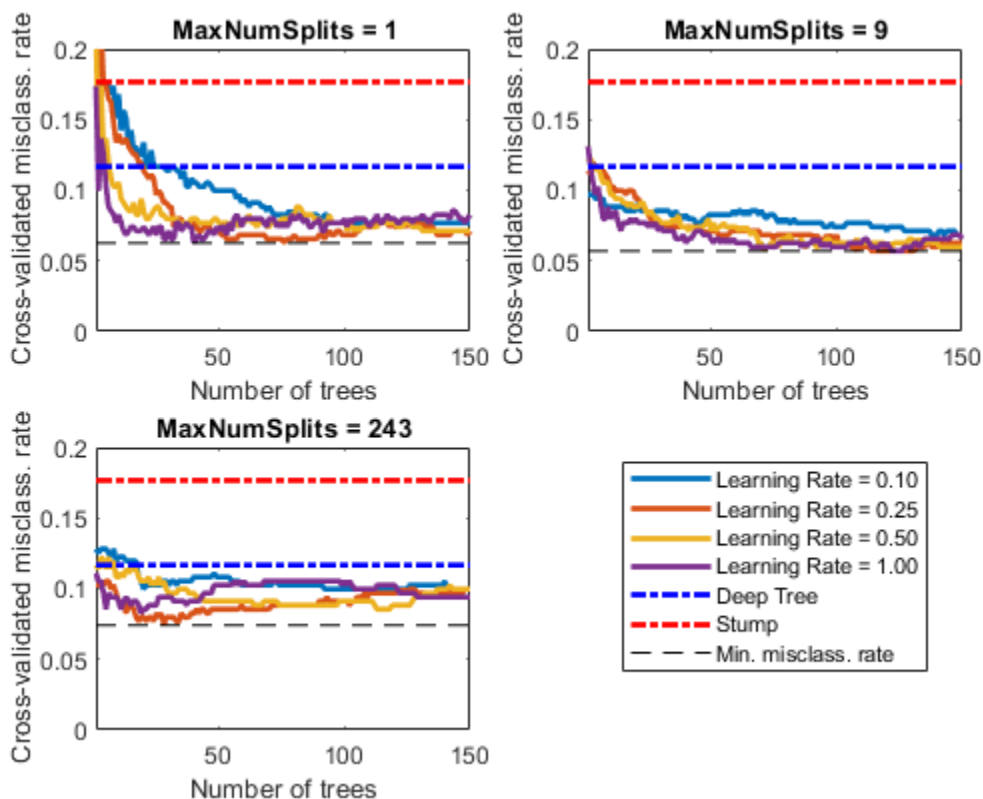 MaxNumSplits = 1
Cross-validated misclass. rate
0.2
0.15
0.1
0.05
0
50
100
150
Number of trees
MaxNumSplits = 9
Cross-validated misclass. rate
0.2
0.15
0.1
0.05
0
50
100
150
Number of trees
MaxNumSplits = 243
Cross-validated misclass. rate
0.2
0.15
0.1
0.05
0
50
100
150
Number of trees
Learning Rate = 0.10
Learning Rate = 0.25
Learning Rate = 0.50
Learning Rate = 1.00
Deep Tree
Stump
Min. misclass. rate